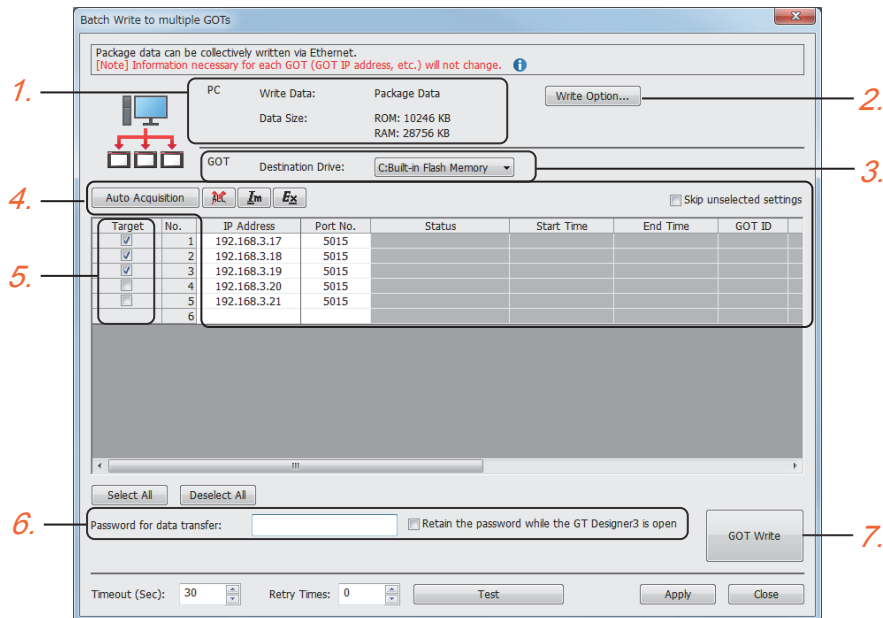 Batch Write to multiple GOTs
Package data can be collectively written via Ethernet.
[Note] Information necessary for each GOT (GOT IP address, etc.) will not change.
1.
PC Write Data: Package Data
Write Option...
2.
Data Size: ROM: 10246 KB
RAM: 28756 KB
GOT Destination Drive: C:Built-in Flash Memory
3.
4.
Auto Acquisition ALL Im Ex Skip unselected settings
Target No. IP Address Port No. Status Start Time End Time GOT ID
1 192.168.3.17 5015
2 192.168.3.18 5015
5.
3 192.168.3.19 5015
4 192.168.3.20 5015
5 192.168.3.21 5015
6
Select All Deselect All
6.
Password for data transfer: Retain the password while the GT Designer3 is open
GOT Write
7.
Timeout (Sec): 30 Retry Times: 0 Test Apply Close